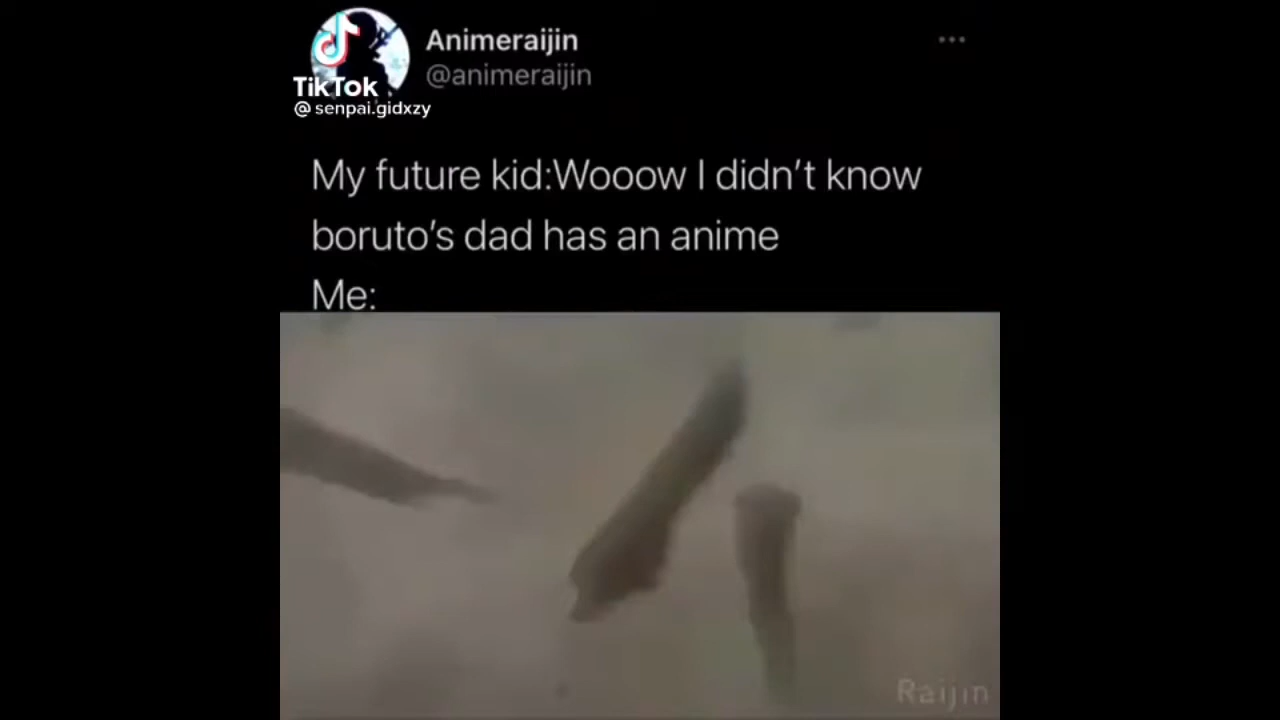 Animeraijin
@animeraijin
TikTok
@ senpai.gidxzy
My future kid:Wooow I didn't know
boruto's dad has an anime
Me:
Raijin